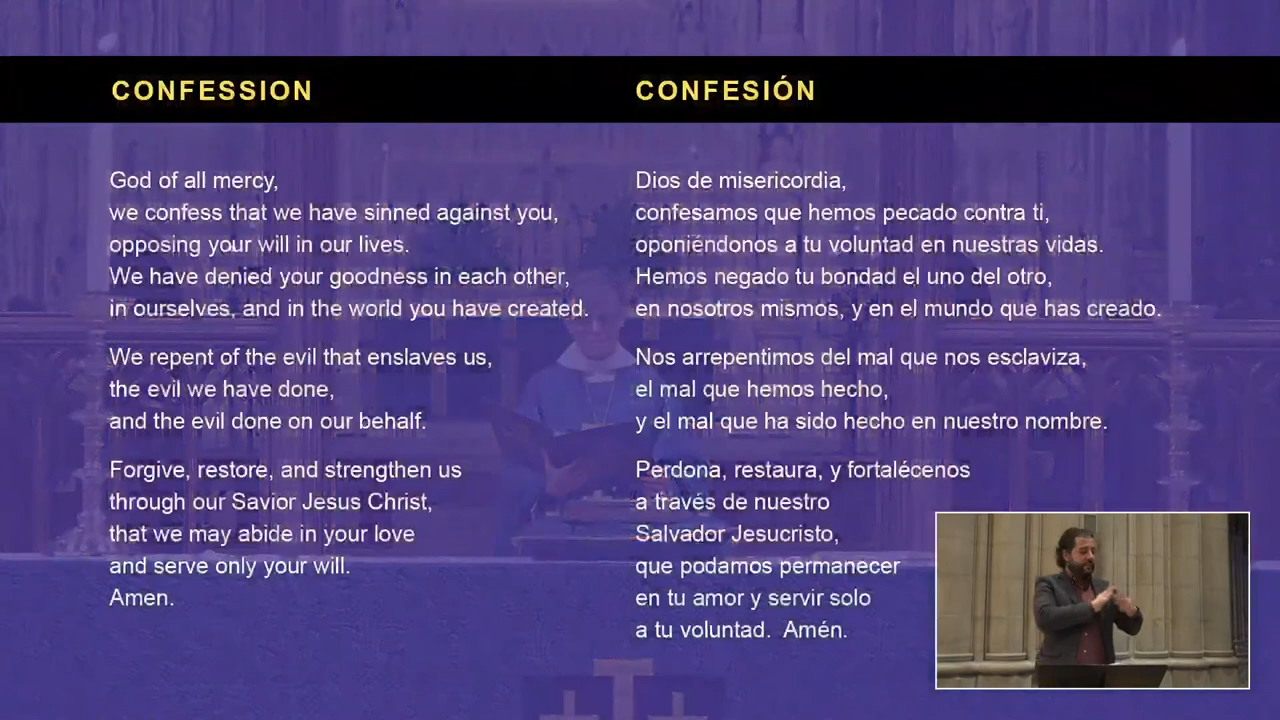 CONFESSION
God of all mercy,
we confess that we have sinned against you,
opposing your will in our lives.
We have denied your goodness in each other,
in ourselves, and in the world you have created.
We repent of the evil that enslaves us,
the evil we have done,
and the evil done on our behalf.
Forgive, restore, and strengthen us
through our Savior Jesus Christ,
that we may abide in your love
and serve only your will.
Amen.
CONFESIÓN
Dios de misericordia,
confesamos que hemos pecado contra ti,
oponiéndonos a tu voluntad en nuestras vidas.
Hemos negado tu bondad el uno del otro,
en nosotros mismos, y en el mundo que has creado.
Nos arrepentimos del mal que nos esclaviza,
el mal que hemos hecho,
y el mal que ha sido hecho en nuestro nombre.
Perdona, restaura, y fortalécenos
a través de nuestro
Salvador Jesucristo,
que podamos permanecer
en tu amor y servir solo
a tu voluntad.  Amén.